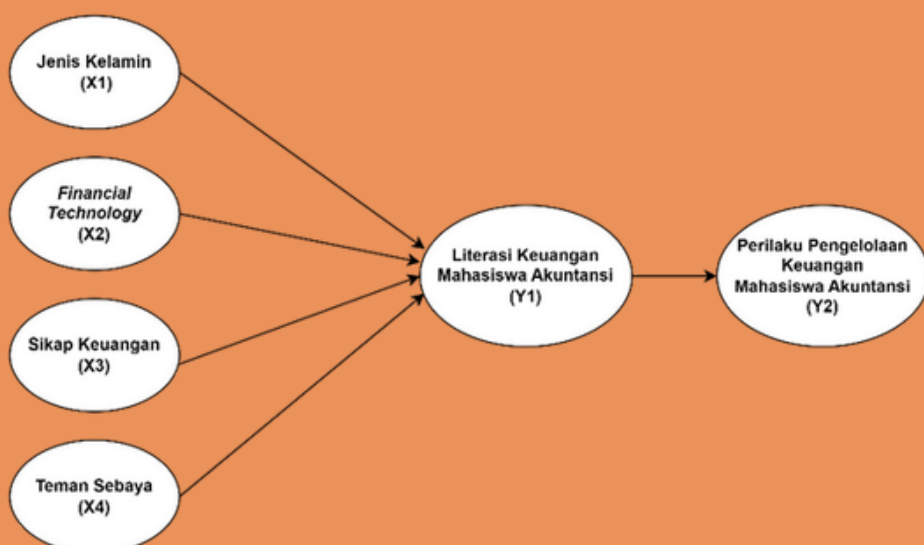 Jenis Kelamin
(X1)
Financial
Technology
(X2)
Sikap Keuangan
(X3)
Teman Sebaya
(X4)
Literasi Keuangan
Mahasiswa Akuntansi
(Y1)
Perilaku Pengelolaan
Keuangan
Mahasiswa Akuntansi
(Y2)